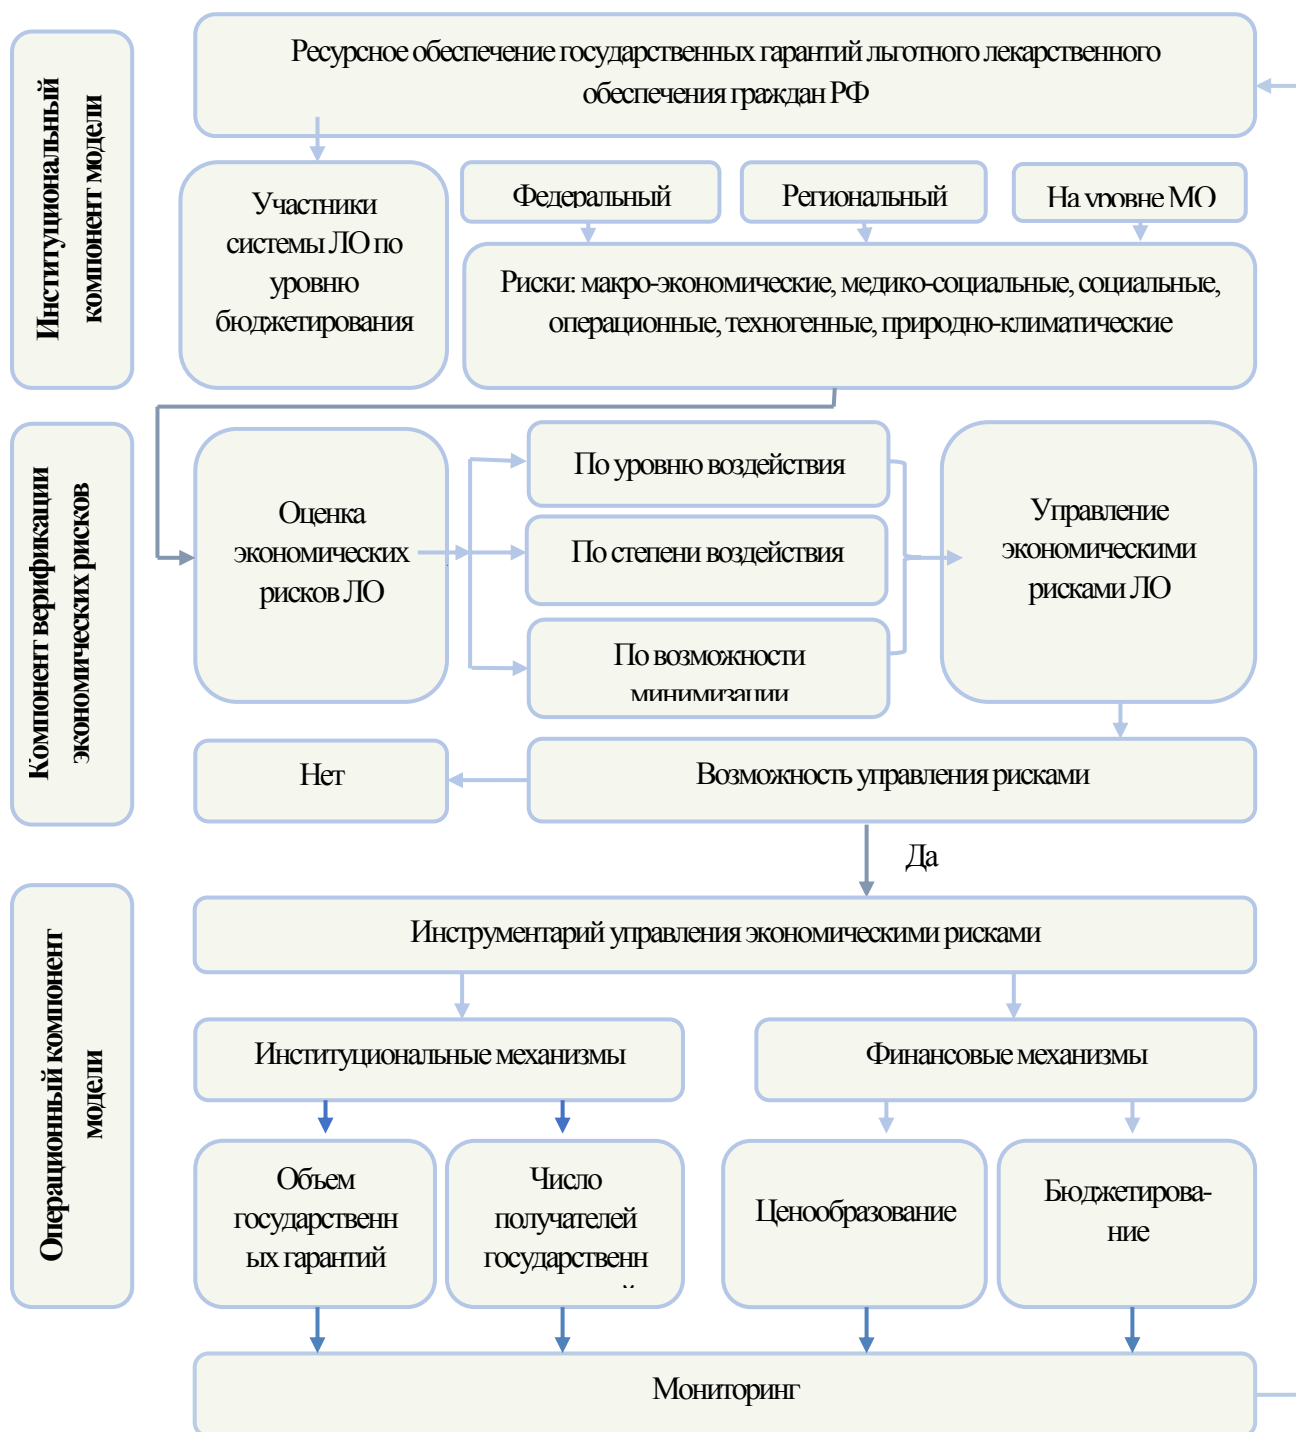 Институциональный
компонент модели
Ресурсное обеспечение государственных гарантий льготного лекарственного
обеспечения граждан РФ
Участники
системы ЛО по
уровню
бюджетирования
Федеральный
Региональный
На уровне МО
Риски: макро-экономические, медико-социальные, социальные,
операционные, техногенные, природно-климатические
Компонент верификации
экономических рисков
Оценка
экономических
рисков ЛО
По уровню воздействия
По степени воздействия
По возможности
минимизации
Управление
экономическими
рисками ЛО
Нет
Возможность управления рисками
Да
Операционный компонент
модели
Инструментарий управления экономическими рисками
Институциональные механизмы
Финансовые механизмы
Объем
государственн
ых гарантий
Число
получателей
государственн
Ценообразование
Бюджетирова-
ние
Мониторинг